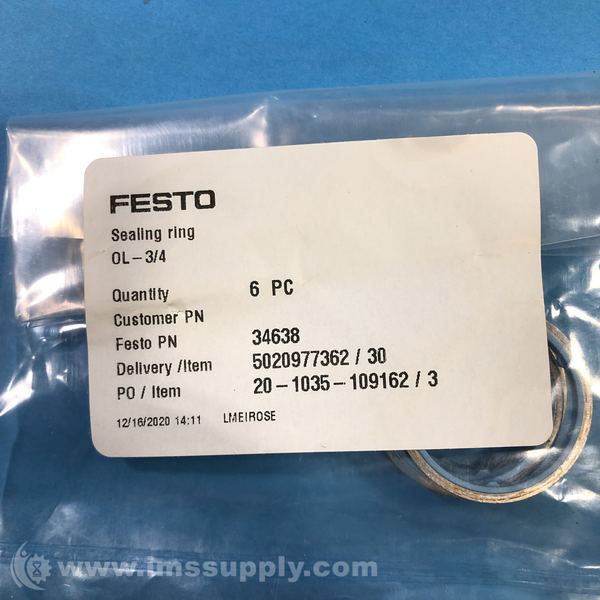 FESTO
Sealing ring
OL-3/4
Quantity 6 PC
Customer PN
Festo PN 34638
Delivery /Item 5020977362 / 30
PO / Item 20-1035-109162 / 3
12/16/2020 14:11 LMEIROSE
www.imssupply.com